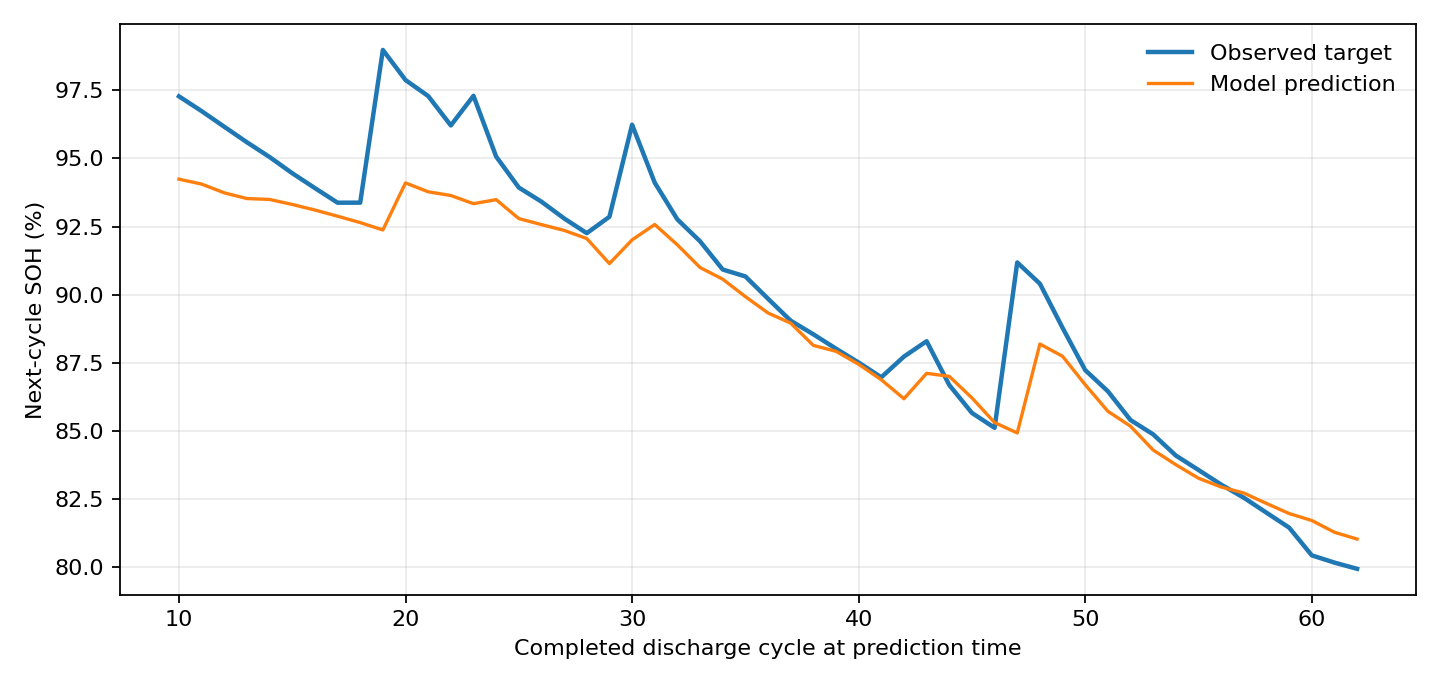 Observed target
Model prediction
97.5
95.0
92.5
90.0
87.5
85.0
82.5
80.0
Next-cycle SOH (%)
10 20 30 40 50 60
Completed discharge cycle at prediction time